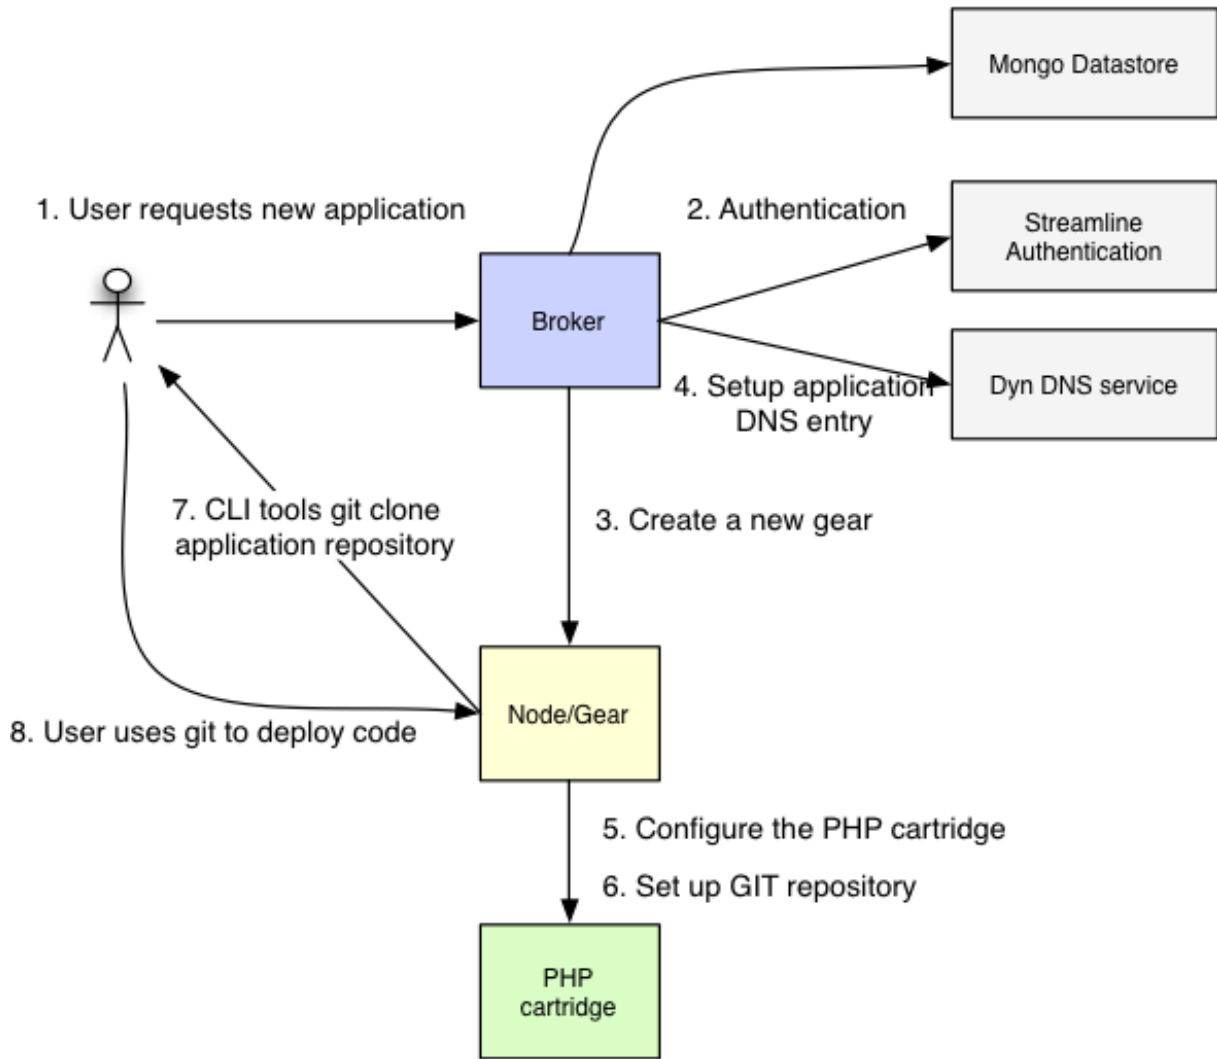 Mongo Datastore
1. User requests new application
2. Authentication
Streamline
Authentication
Broker
4. Setup application
DNS entry
Dyn DNS service
7. CLI tools git clone
application repository
3. Create a new gear
Node/Gear
8. User uses git to deploy code
5. Configure the PHP cartridge
6. Set up GIT repository
PHP
cartridge